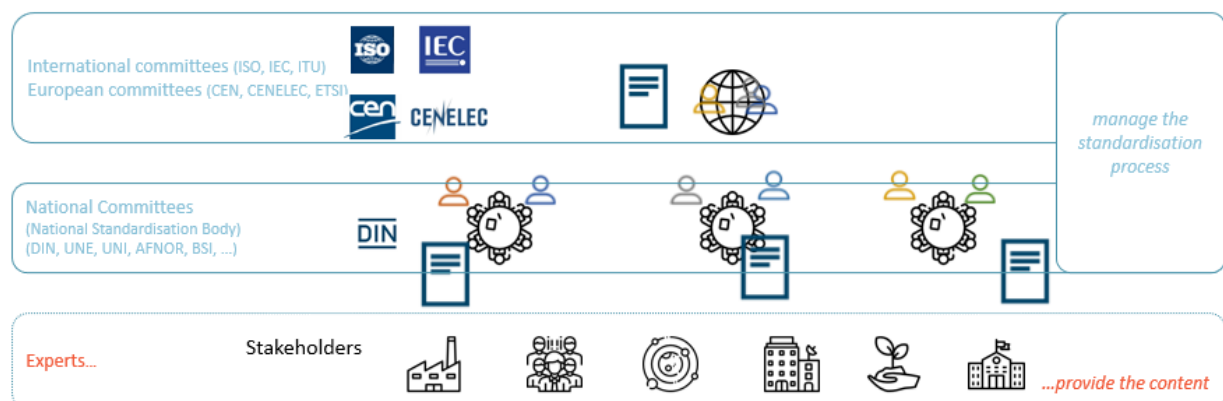 ISO
IEC
International committees (ISO, IEC, ITU)
European committees (CEN, CENELEC, ETSI)
cen
CENELEC
manage the
standardisation
process
National Committees
(National Standardisation Body)
(DIN, UNE, UNI, AFNOR, BSI, ...)
DIN
Stakeholders
Experts...
...provide the content